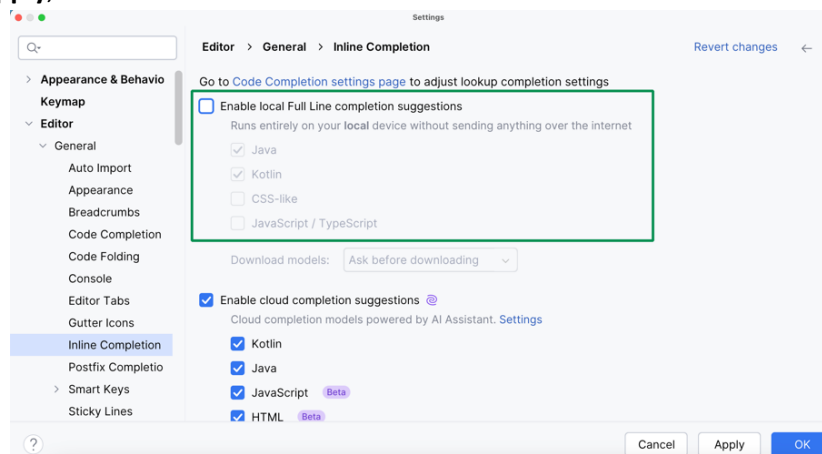 Settings
Editor > General > Inline Completion
Revert changes
Appearance & Behavio
Keymap
Editor
General
Auto Import
Appearance
Breadcrumbs
Code Completion
Code Folding
Console
Editor Tabs
Gutter Icons
Inline Completion
Postfix Completio
Smart Keys
Sticky Lines
Go to Code Completion settings page to adjust lookup completion settings
Enable local Full Line completion suggestions
Runs entirely on your local device without sending anything over the internet
Java
Kotlin
CSS-like
JavaScript / TypeScript
Download models: Ask before downloading
Enable cloud completion suggestions
Cloud completion models powered by AI Assistant. Settings
Kotlin
Java
JavaScript Beta
HTML Beta
?
Cancel
Apply
OK